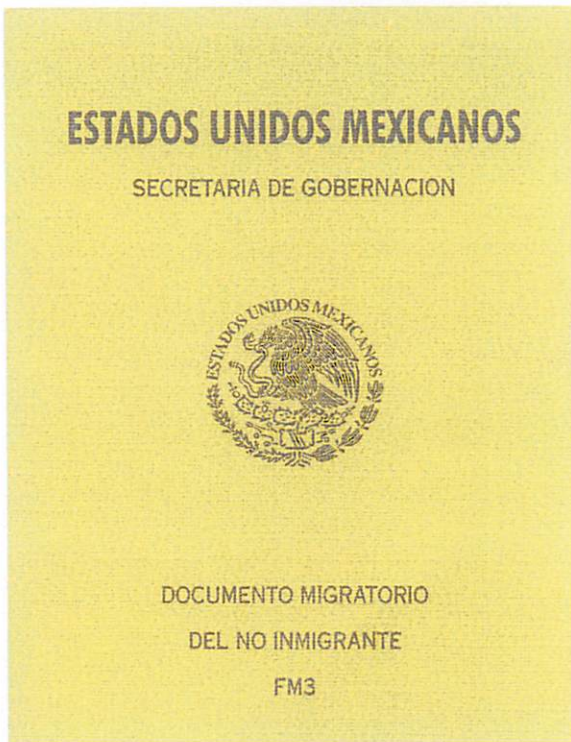 ESTADOS UNIDOS MEXICANOS
SECRETARIA DE GOBERNACION
ESTADOS UNIDOS MEXICANOS
DOCUMENTO MIGRATORIO
DEL NO INMIGRANTE
FM3